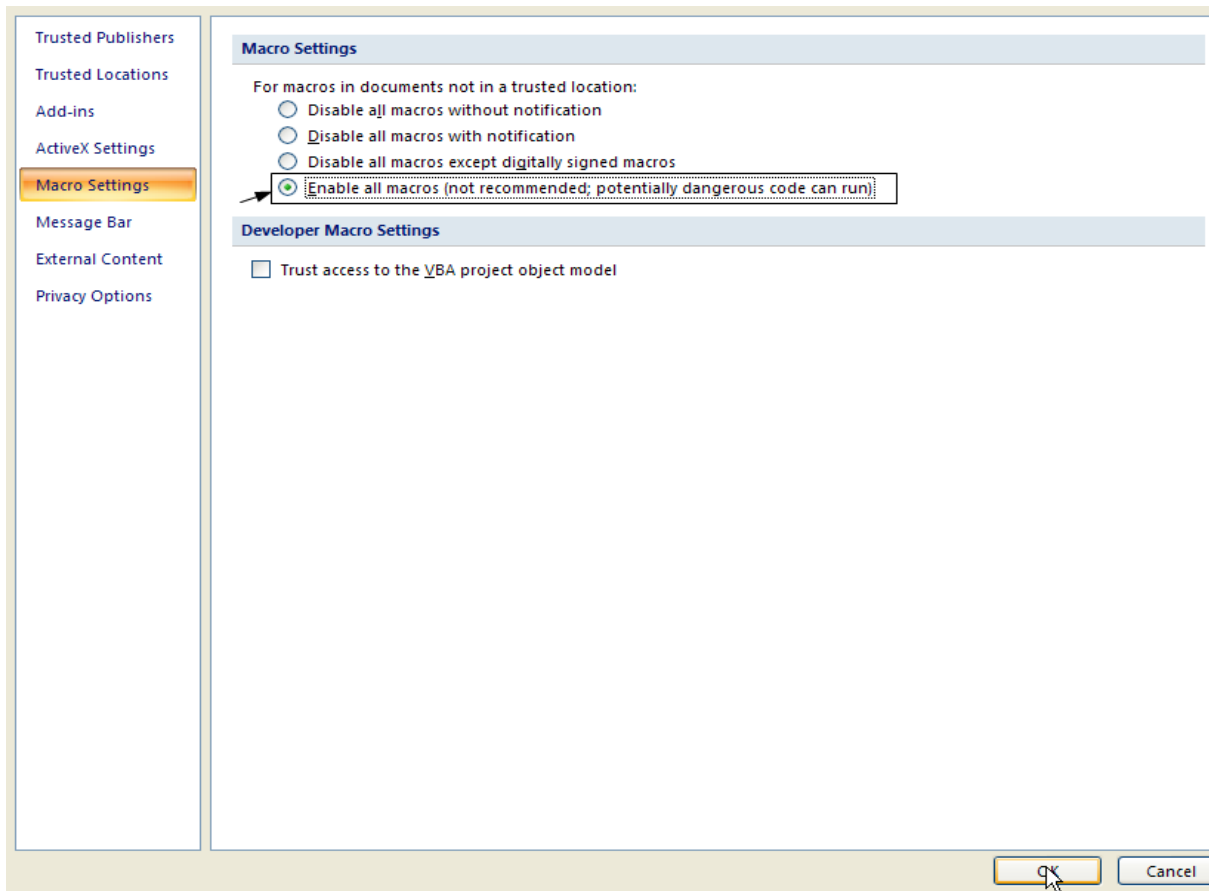 Trusted Publishers
Trusted Locations
Add-ins
ActiveX Settings
Macro Settings
Message Bar
External Content
Privacy Options
Macro Settings
For macros in documents not in a trusted location:
Disable all macros without notification
Disable all macros with notification
Disable all macros except digitally signed macros
Enable all macros (not recommended; potentially dangerous code can run)
Developer Macro Settings
Trust access to the VBA project object model
OK
Cancel